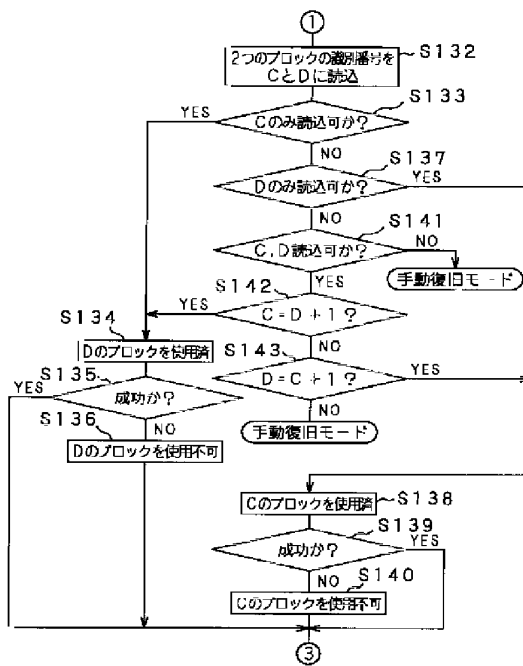 ①
S132
2つのブロックの識別番号を
CとDに読込
S133
YES
Cのみ読込可か?
NO
S137
Dのみ読込可か?
YES
NO
S141
C,D読込可か?
NO
手動復旧モード
YES
S142
YES
C=D+1?
NO
S134
Dのブロックを使用済
S143
D=C+1?
YES
S135
YES
成功か?
NO
手動復旧モード
S136
NO
Dのブロックを使用不可
S138
Cのブロックを使用済
S139
成功か?
YES
NO
S140
Cのブロックを使用不可
③